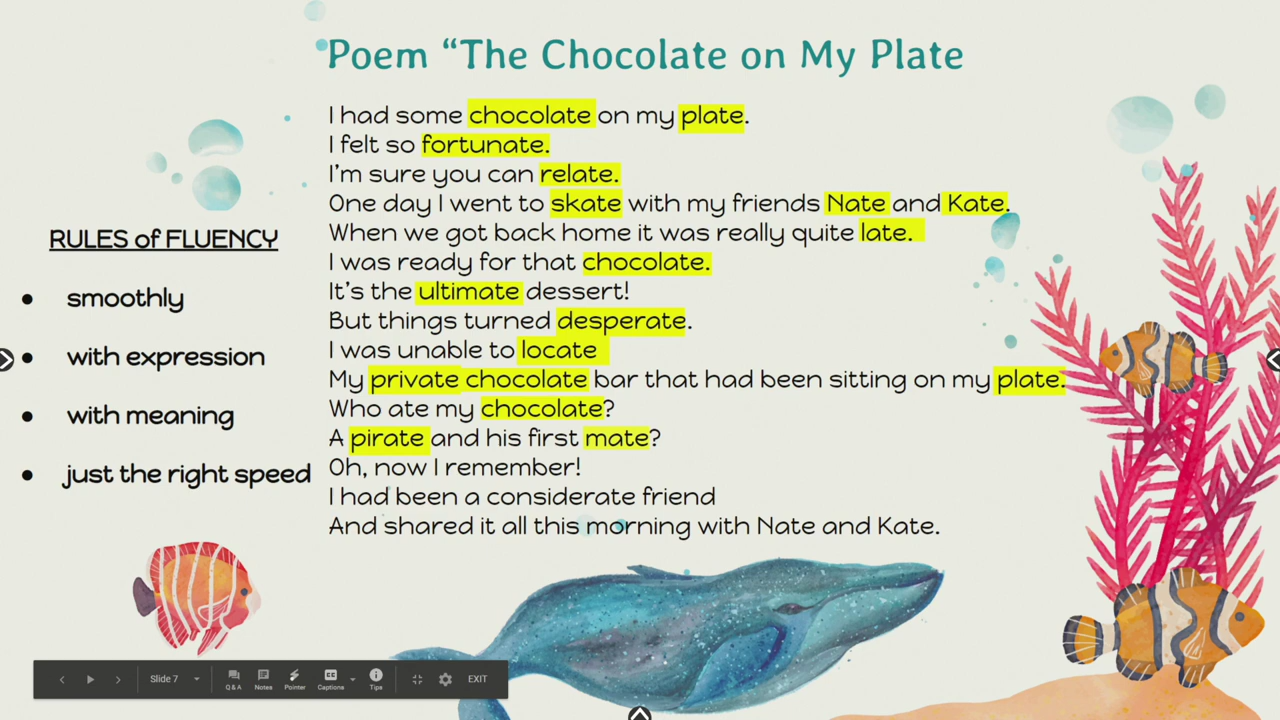 Poem “The Chocolate on My Plate
I had some chocolate on my plate.
I felt so fortunate.
I’m sure you can relate.
One day I went to skate with my friends Nate and Kate.
When we got back home it was really quite late.
I was ready for that chocolate.
It’s the ultimate dessert!
But things turned desperate.
I was unable to locate
My private chocolate bar that had been sitting on my plate.
Who ate my chocolate?
A pirate and his first mate?
Oh, now I remember!
I had been a considerate friend
And shared it all this morning with Nate and Kate.
RULES of FLUENCY
● smoothly
● with expression
● with meaning
● just the right speed
Slide 7
Q & A
Notes
Pointer
Captions
Tips
EXIT